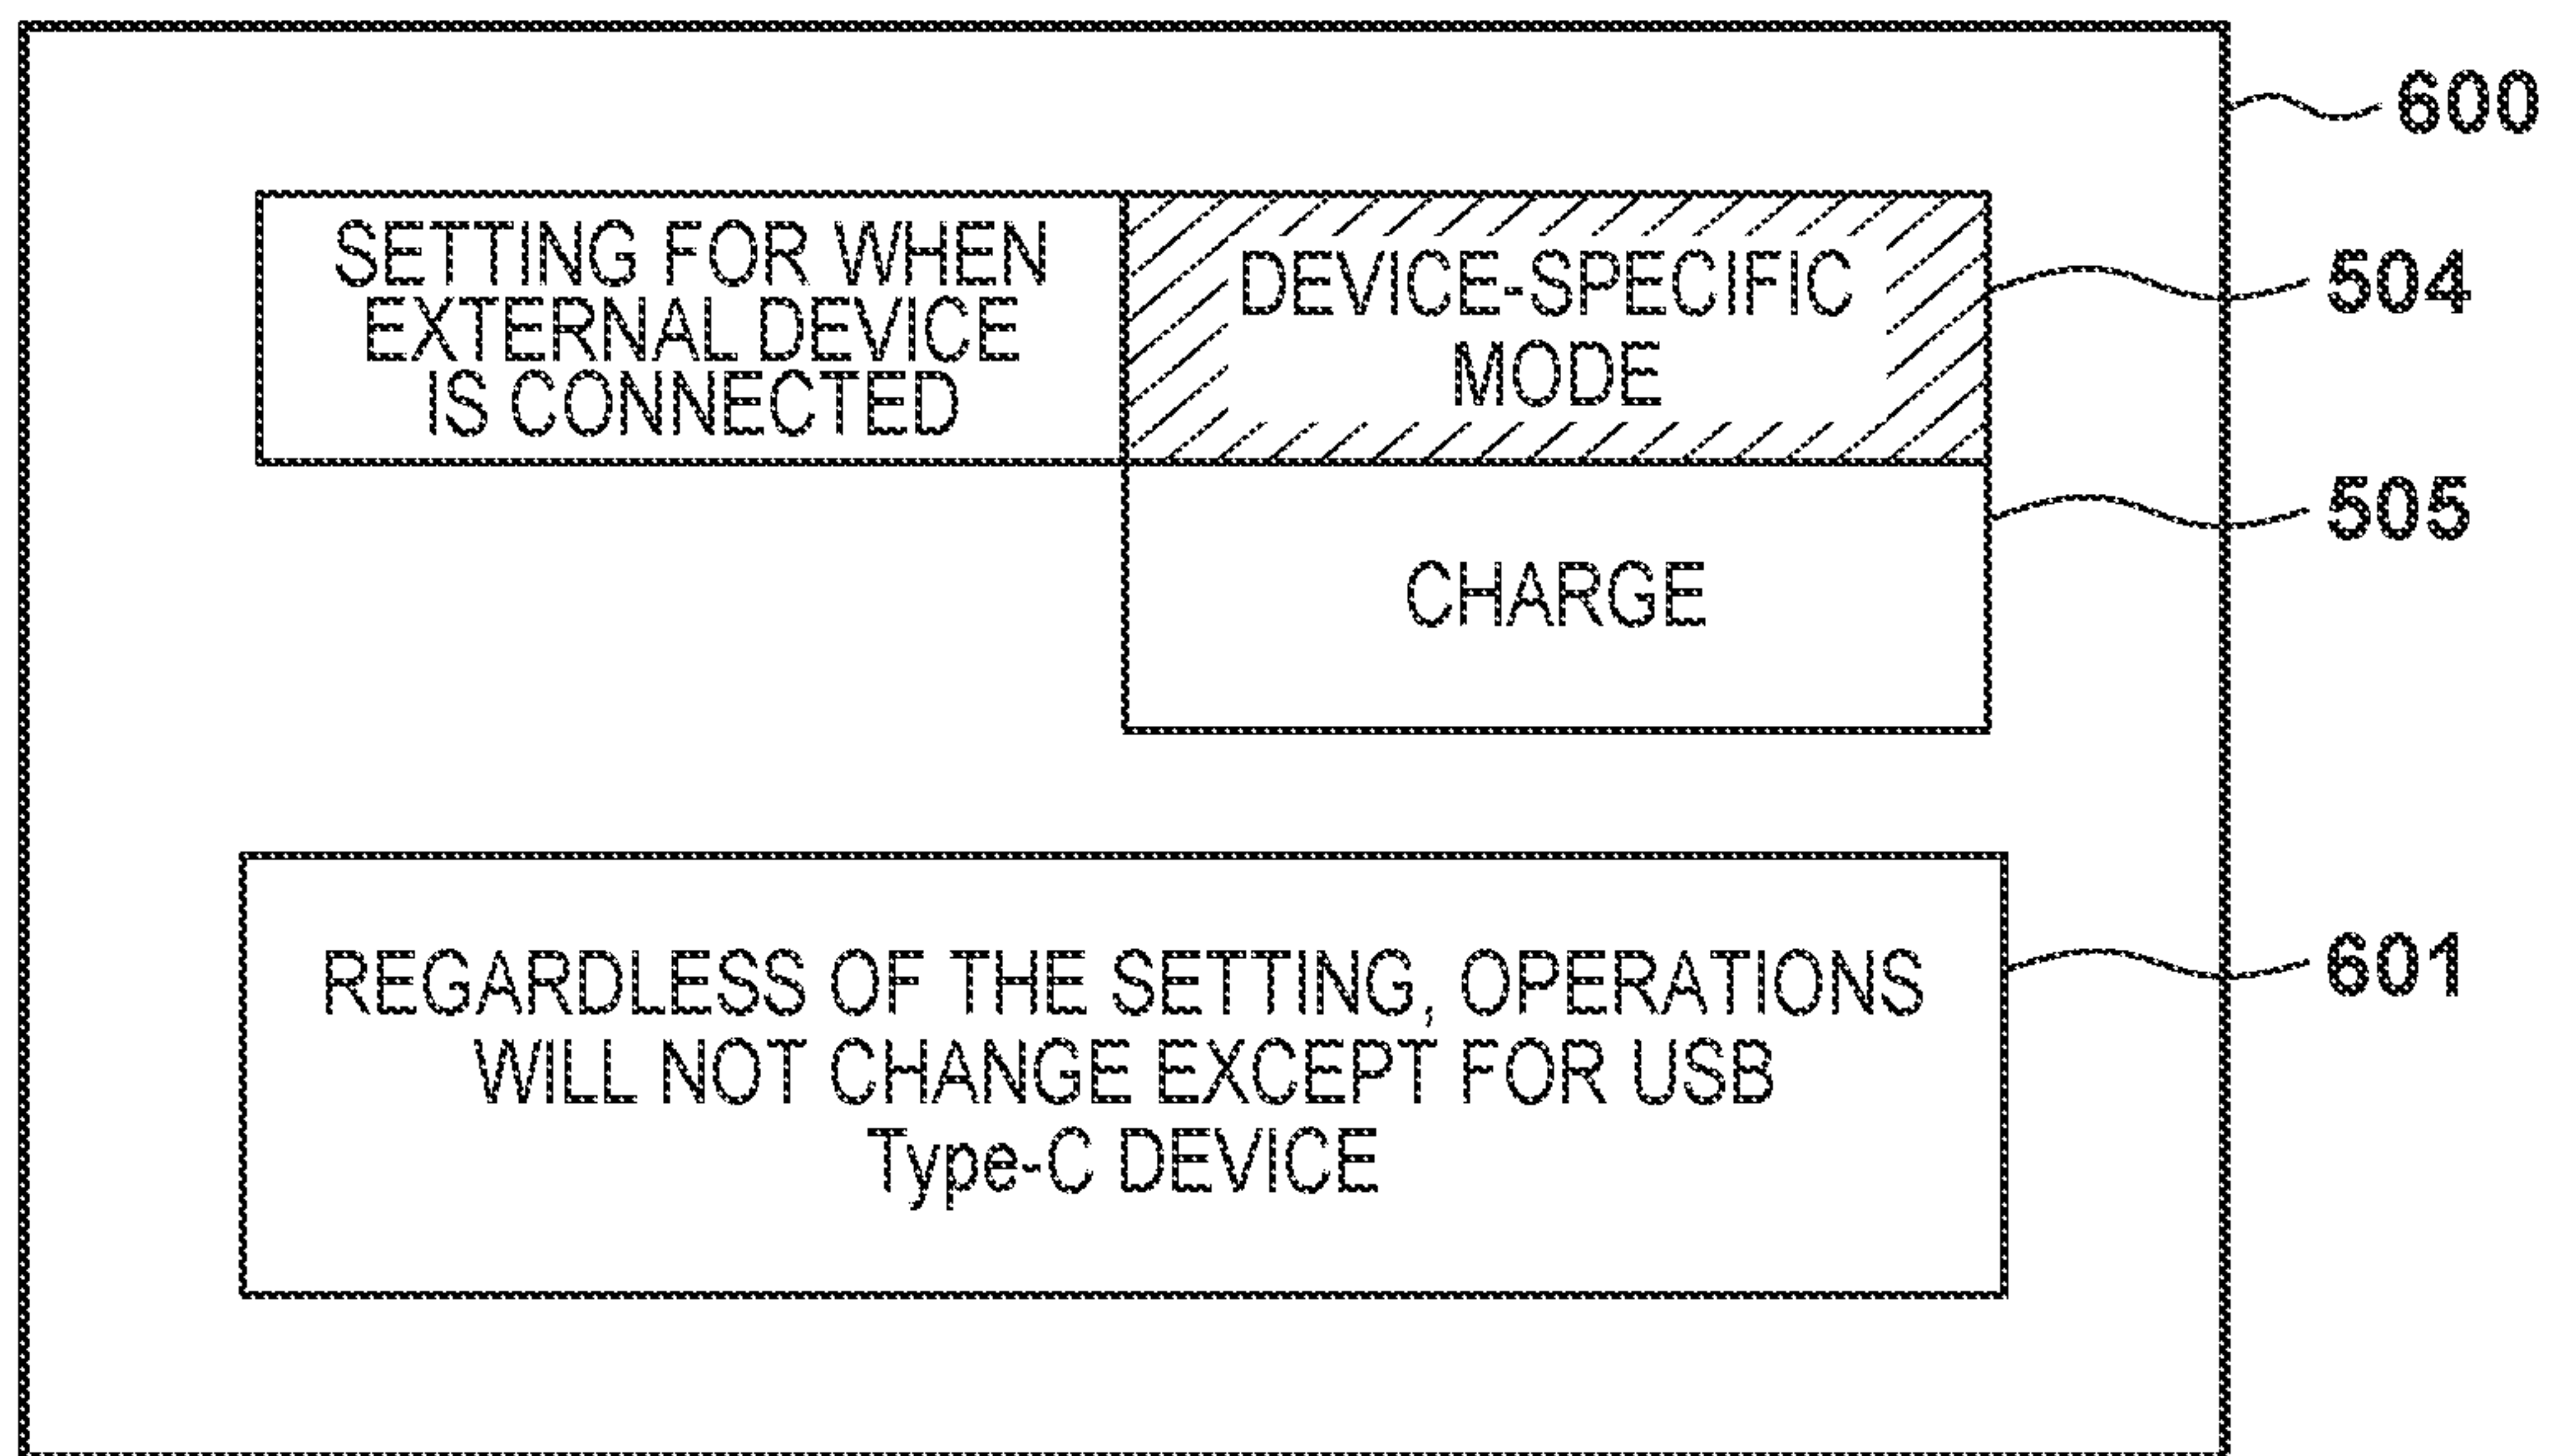 600
SETTING FOR WHEN
EXTERNAL DEVICE
IS CONNECTED
DEVICE-SPECIFIC
MODE
504
505
CHARGE
REGARDLESS OF THE SETTING, OPERATIONS
WILL NOT CHANGE EXCEPT FOR USB
Type-C DEVICE
601